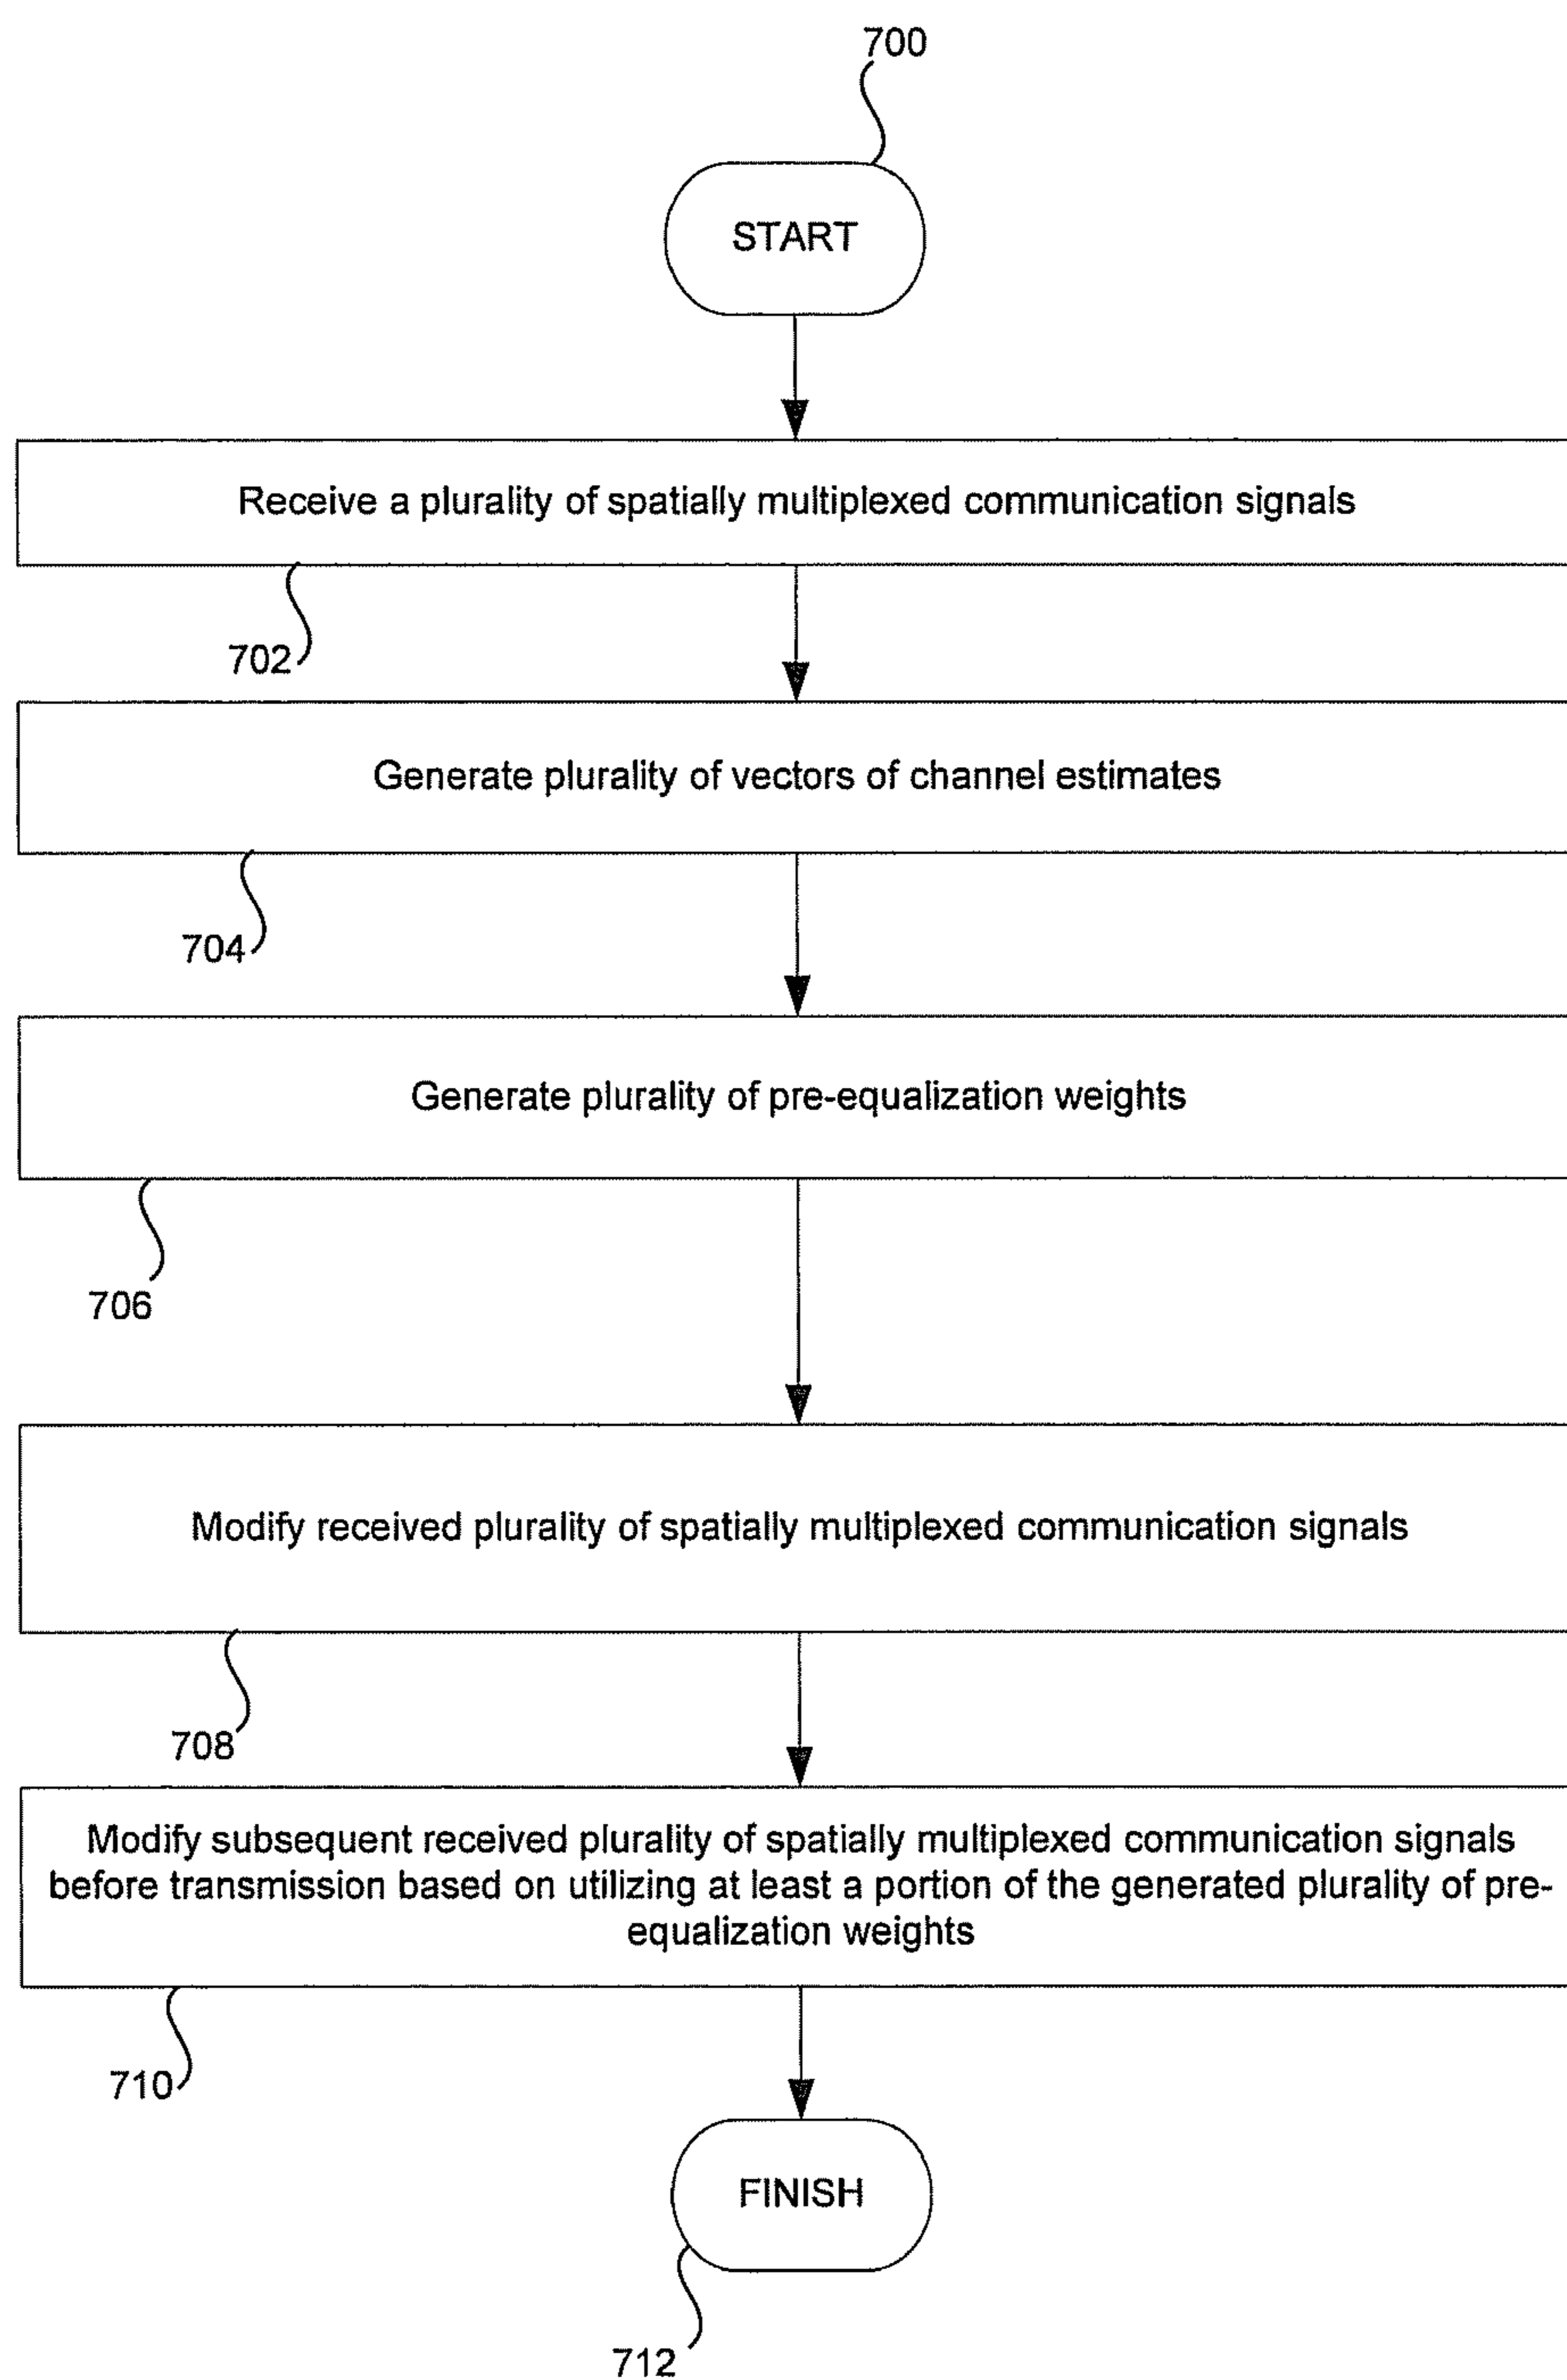 700
START
Receive a plurality of spatially multiplexed communication signals
702
Generate plurality of vectors of channel estimates
704
Generate plurality of pre-equalization weights
706
Modify received plurality of spatially multiplexed communication signals
708
Modify subsequent received plurality of spatially multiplexed communication signals
before transmission based on utilizing at least a portion of the generated plurality of pre-
equalization weights
710
FINISH
712